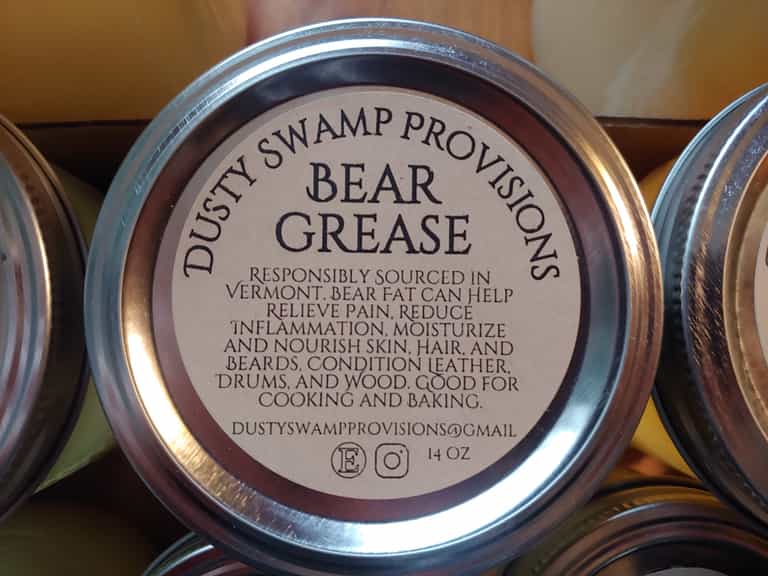 DUSTY SWAMP PROVISIONS
BEAR
GREASE
RESPONSIBLY SOURCED IN
VERMONT. BEAR FAT CAN HELP
RELIEVE PAIN, REDUCE
INFLAMMATION, MOISTURIZE
AND NOURISH SKIN, HAIR, AND
BEARDS, CONDITION LEATHER,
DRUMS, AND WOOD. GOOD FOR
COOKING AND BAKING.
DUSTYSWAMPPROVISIONS@GMAIL
E 14 OZ